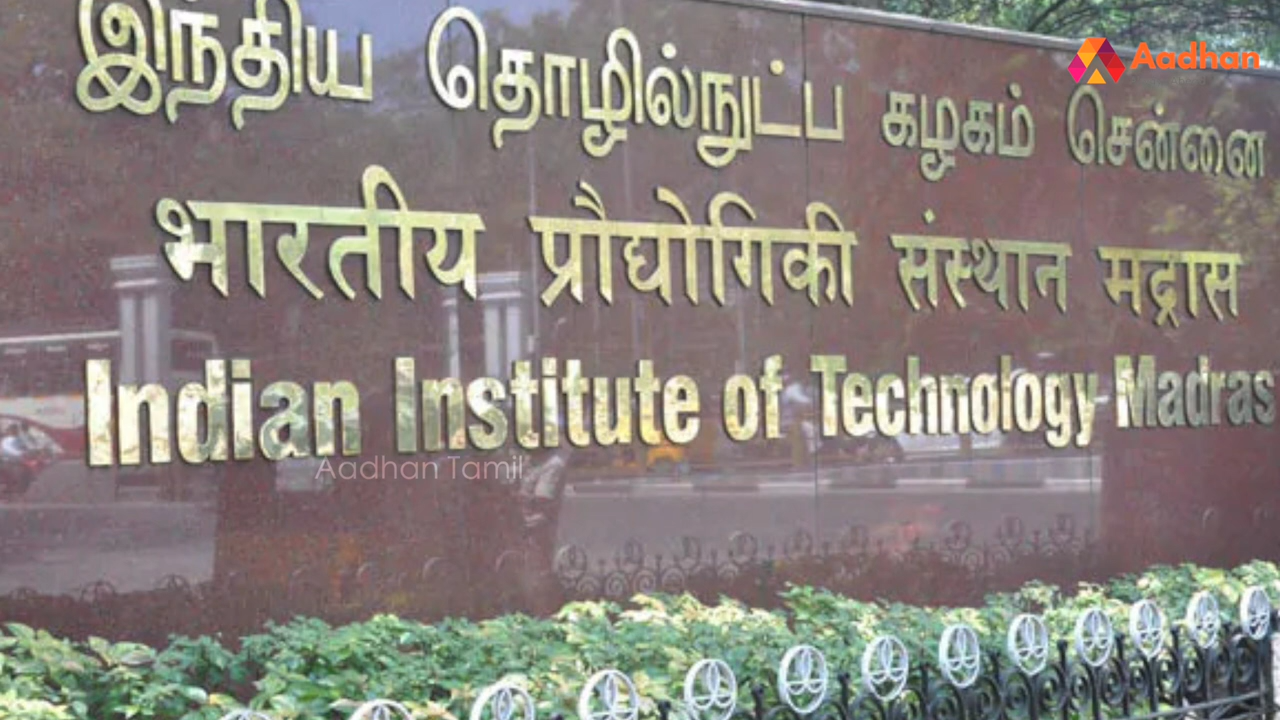 Aadhan
இந்திய தொழில்நுட்ப கழகம் சென்னை
भारतीय प्रौद्योगिकी संस्थान मद्रास
Indian Institute of Technology Madras
Aadhan Tamil